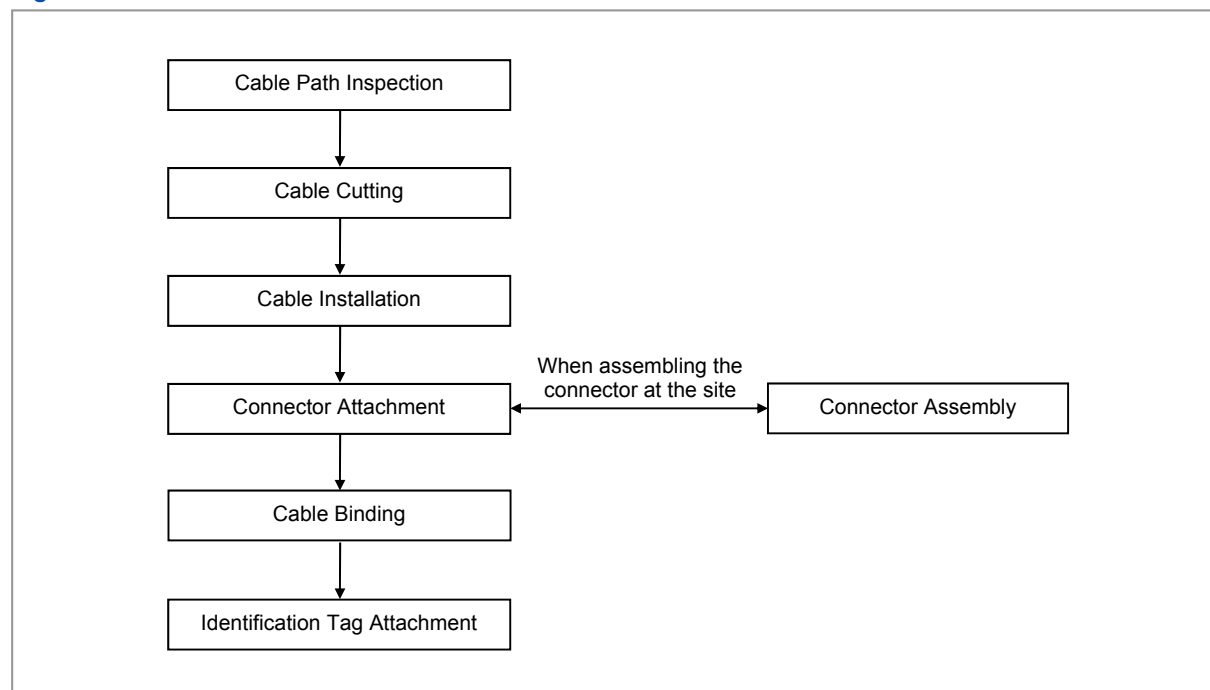 Cable Path Inspection
Cable Cutting
Cable Installation
When assembling the
connector at the site
Connector Attachment
Connector Assembly
Cable Binding
Identification Tag Attachment